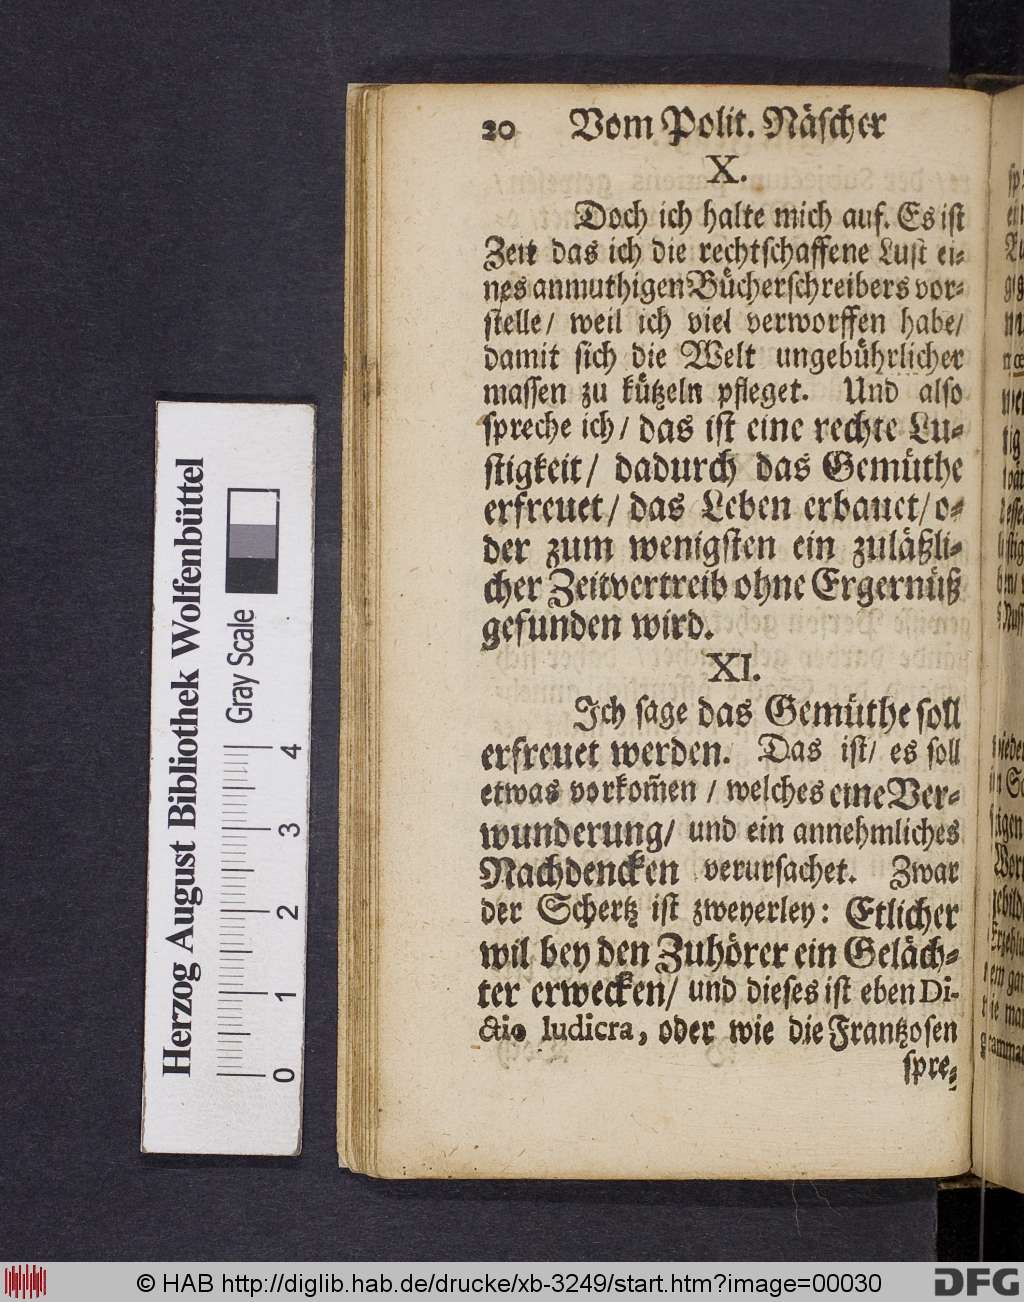 20 Vom Polit. Näſcher
X.
Doch ich halte mich auf. Es iſt
Zeit das ich die rechtſchaffene Luſt ei-
nes anmuthigen Bücherſchreibers vor-
ſtelle/ weil ich viel verworffen habe/
damit ſich die Welt ungebührlicher
maſſen zu kützeln pfleget. Und alſo
ſpreche ich/ das iſt eine rechte Lu-
ſtigkeit/ dadurch das Gemüthe
erfreuet/ das Leben erbauet/ o-
der zum wenigſten ein zuläßli-
cher Zeitvertreib ohne Ergernüß
gefunden wird.
XI.
Ich ſage das Gemüthe ſoll
erfreuet werden. Das iſt/ es ſoll
etwas vorkom̃en / welches eine Ver-
wunderung/ und ein annehmliches
Nachdencken verurſachet. Zwar
der Schertz iſt zweyerley: Etlicher
wil bey den Zuhörer ein Geläch-
ter erwecken/ und dieſes iſt eben Di-
ctio ludicra, oder wie die Frantzoſen
ſpre-
Herzog August Bibliothek Wolfenbüttel
Gray Scale
0 1 2 3 4
© HAB http://diglib.hab.de/drucke/xb-3249/start.htm?image=00030
DFG